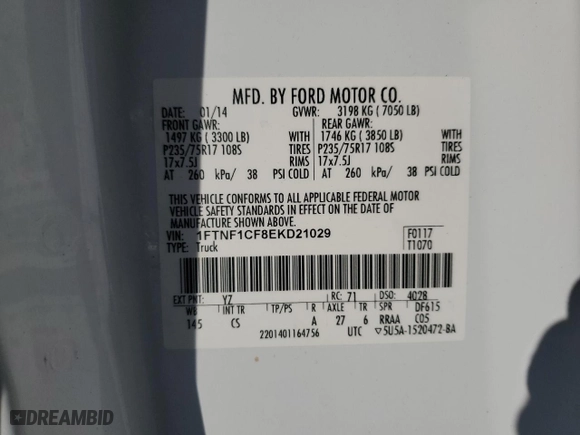 MFD. BY FORD MOTOR CO.
DATE: 01/14 GVWR: 3198 KG ( 7050 LB)
FRONT GAWR: REAR GAWR:
1497 KG ( 3300 LB) WITH 1746 KG ( 3850 LB) WITH
P235/75R17 108S TIRES P235/75R17 108S TIRES
17x7.5J RIMS 17x7.5J RIMS
AT 260 kPa/ 38 PSI COLD AT 260 kPa/ 38 PSI COLD
THIS VEHICLE CONFORMS TO ALL APPLICABLE FEDERAL MOTOR
VEHICLE SAFETY STANDARDS IN EFFECT ON THE DATE OF
MANUFACTURE SHOWN ABOVE.
VIN: 1FTNF1CF8EKD21029 F0117
TYPE: Truck T1070
EXT PNT: YZ RC: 71 DSO: 4028
WB INT TR TP/PS R AXLE TR SPR DF615
145 CS A 27 6 RRAA C05
2201401164756 UTC 5U5A-1520472-BA
DREAMBID